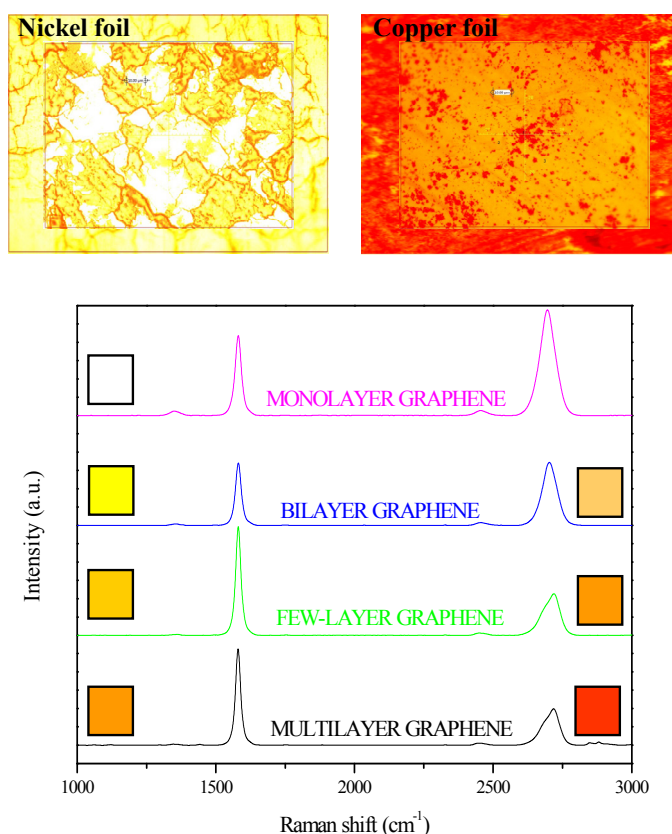 Nickel foil
Copper foil
MONOLAYER GRAPHENE
BILAYER GRAPHENE
FEW-LAYER GRAPHENE
MULTILAYER GRAPHENE
Intensity (a.u.)
1000 1500 2000 2500 3000
Raman shift (cm⁻¹)